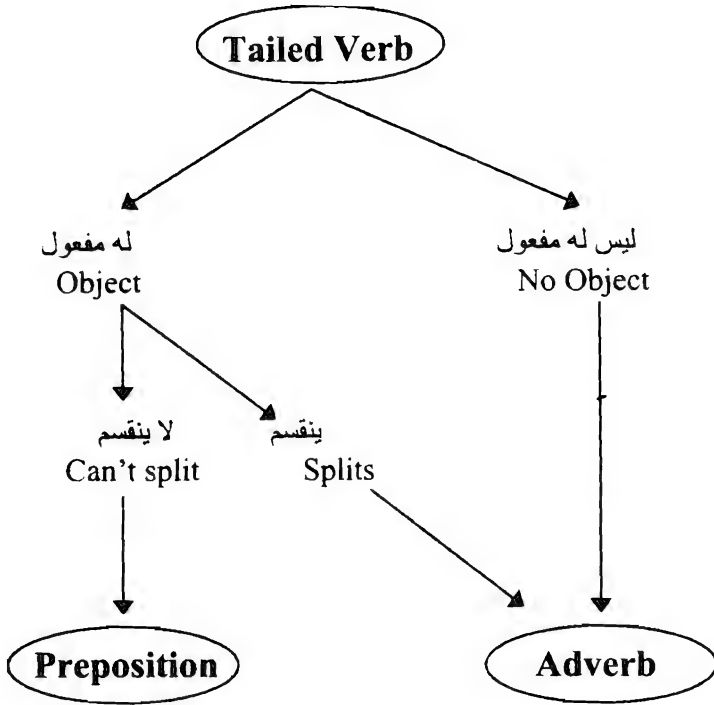 Tailed Verb
له مفعول
Object
ليس له مفعول
No Object
لا ينقسم
Can't split
ينقسم
Splits
Preposition
Adverb